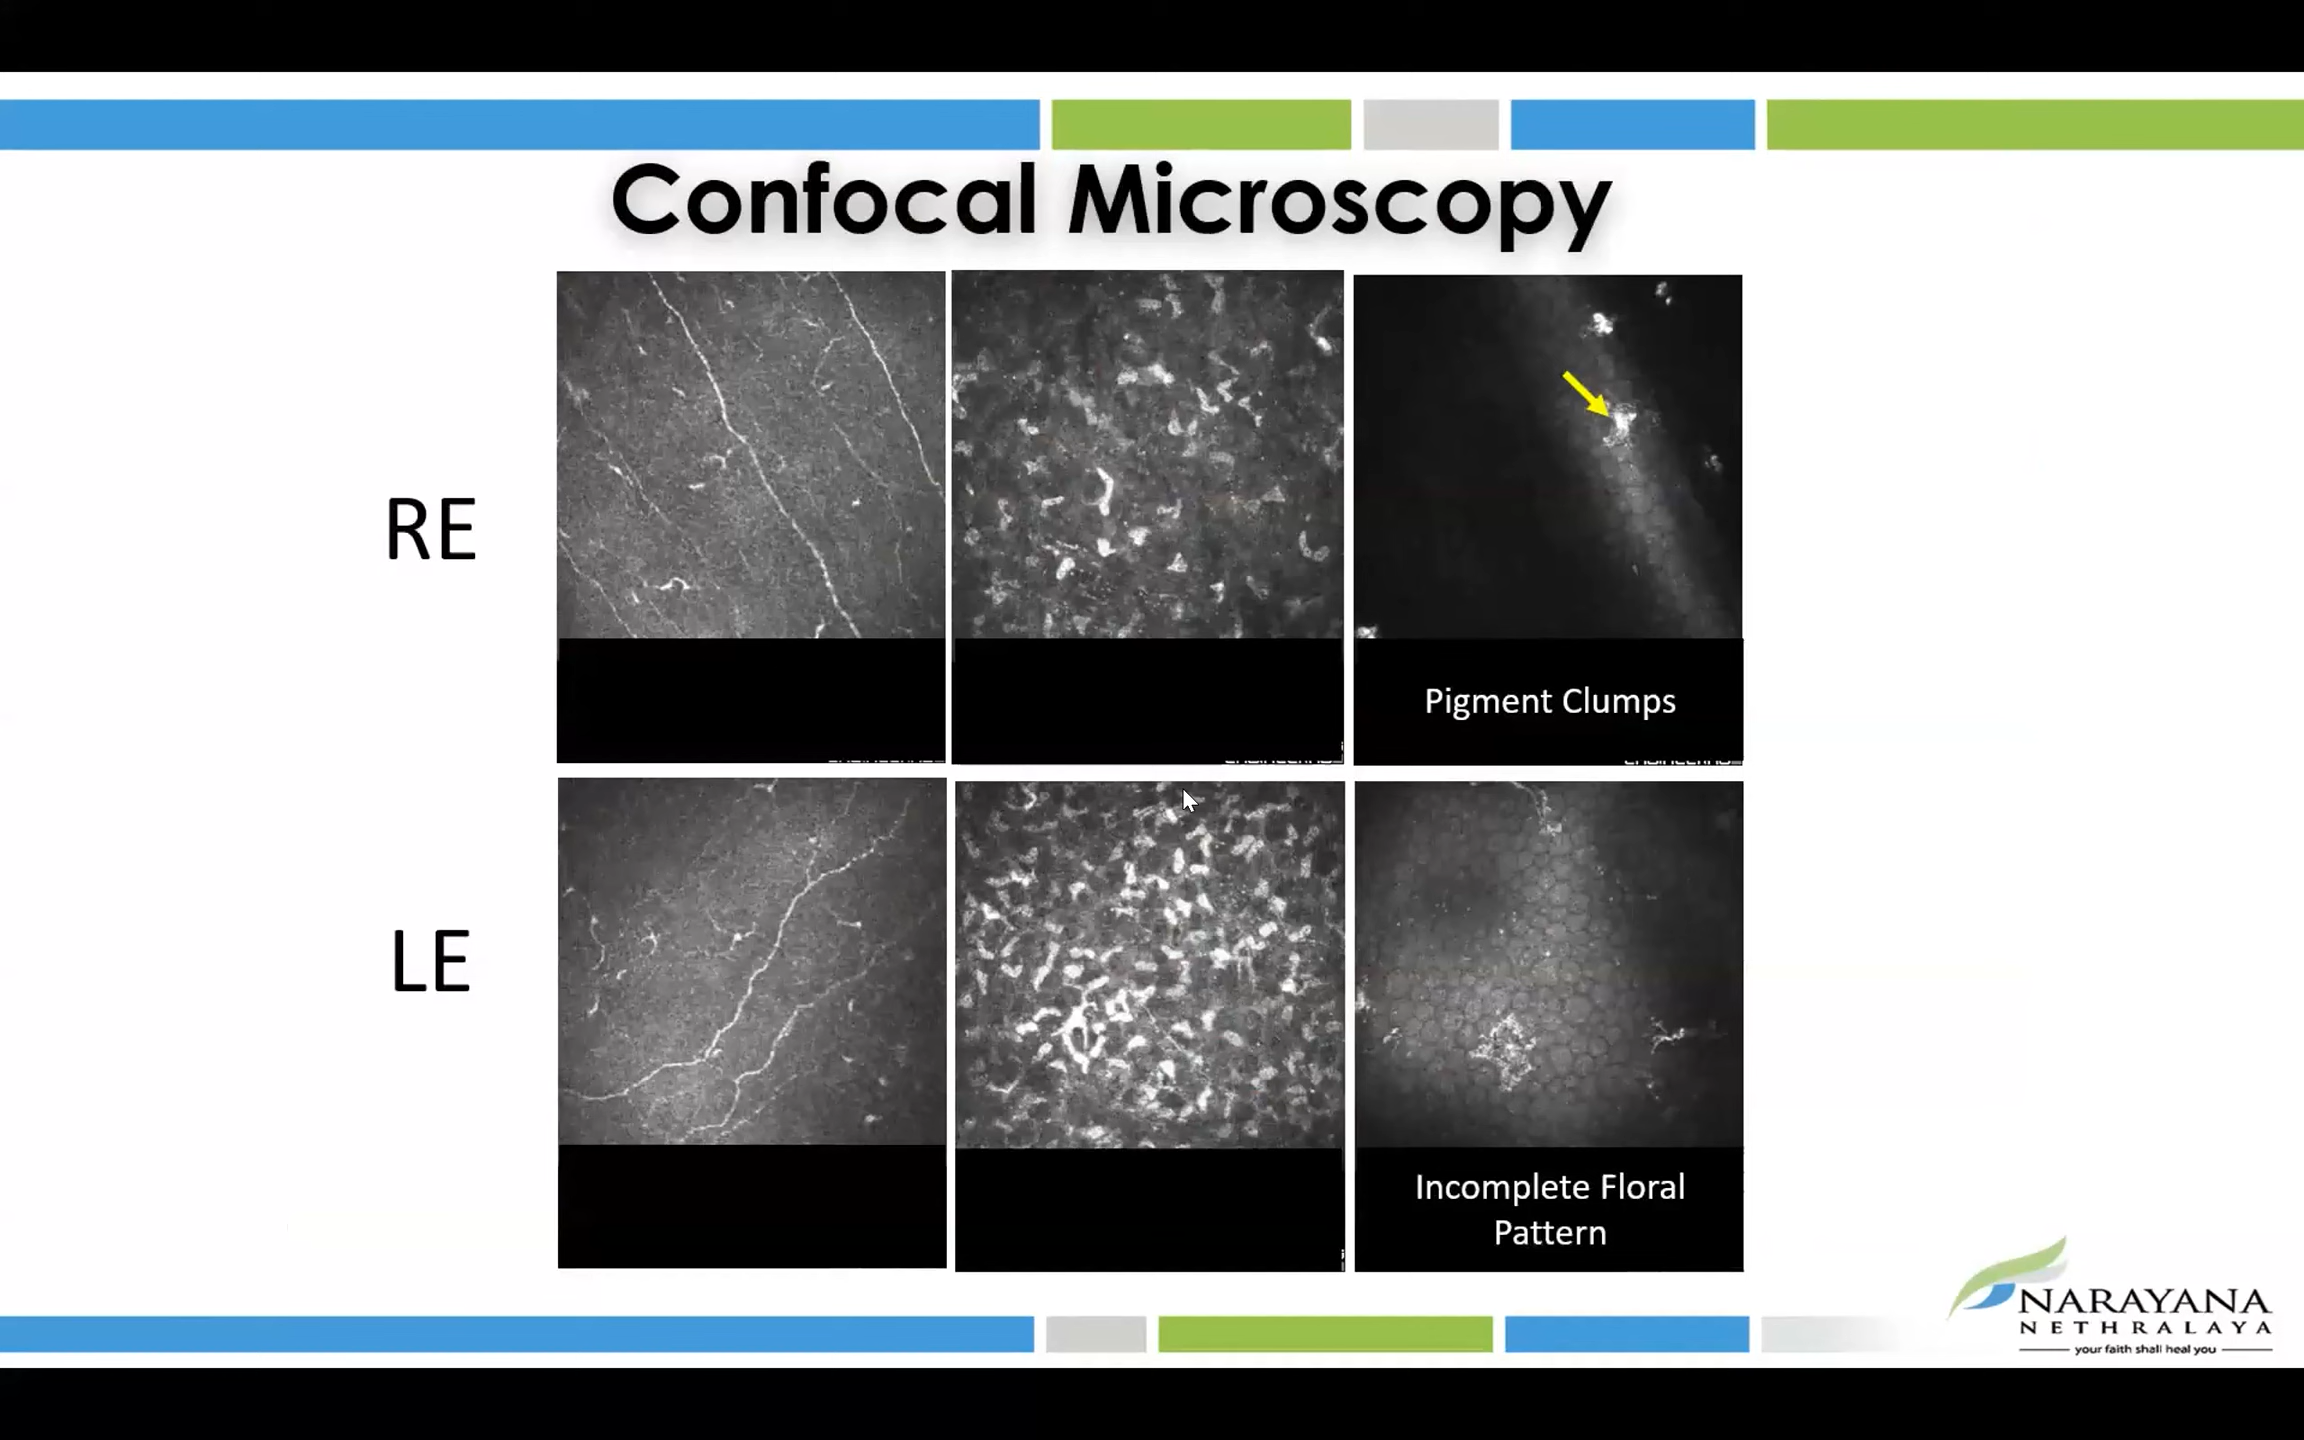 Confocal Microscopy
RE
Pigment Clumps
LE
Incomplete Floral
Pattern
NARAYANA
NETHRALAYA
your faith shall heal you